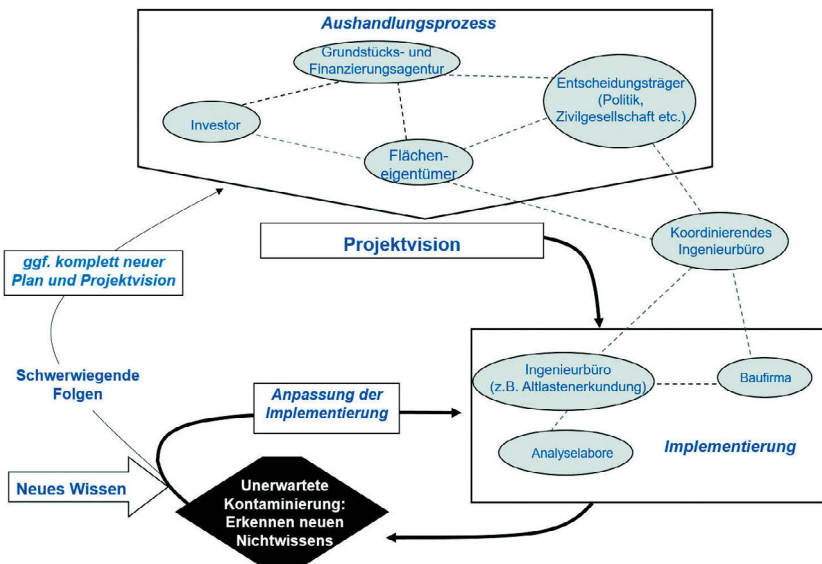 Aushandlungsprozess
Grundstücks- und
Finanzierungsagentur
Entscheidungsträger
(Politik,
Zivilgesellschaft etc.)
Investor
Flächen-
eigentümer
Koordinierendes
Ingenieurbüro
Projektvision
ggf. komplett neuer
Plan und Projektvision
Schwerwiegende
Folgen
Anpassung der
Implementierung
Ingenieurbüro
(z.B. Altlastenerkundung)
Baufirma
Analyselabore
Implementierung
Neues Wissen
Unerwartete
Kontaminierung:
Erkennen neuen
Nichtwissens